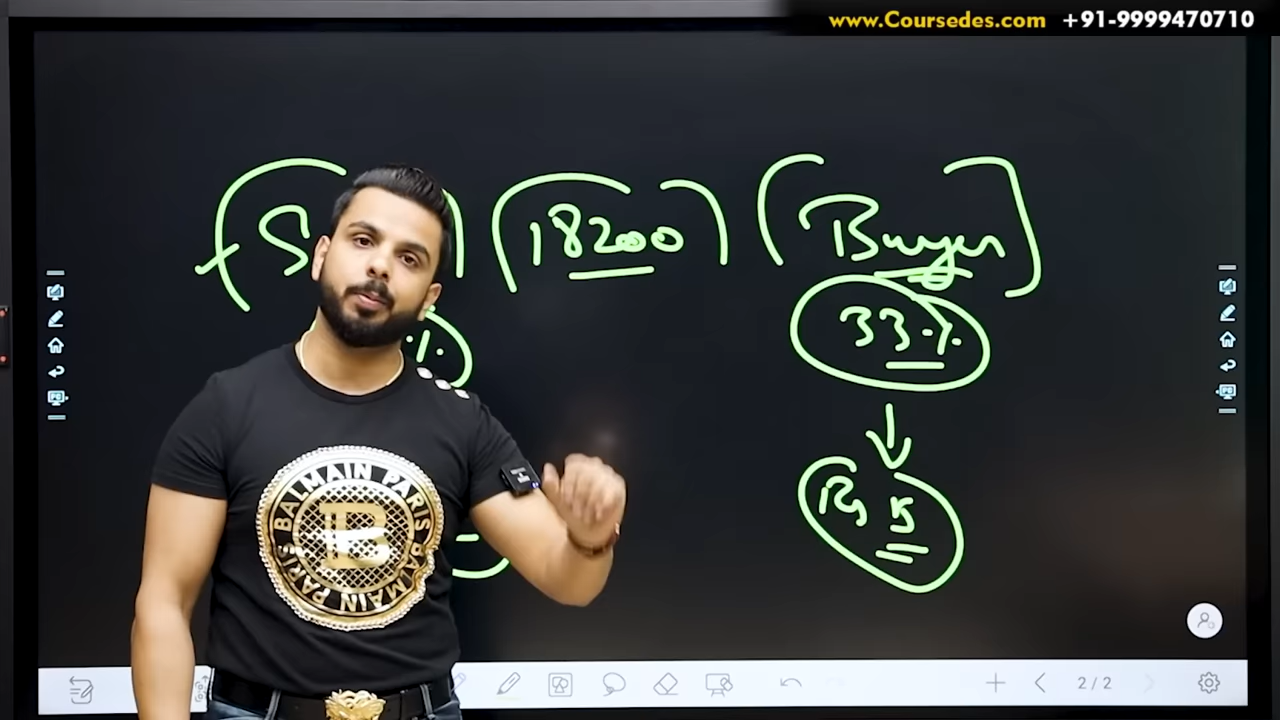 www.Coursedes.com +91-9999470710
S
18200
Buyer
33%
Rs 5
BALMAIN PARIS BALMAIN PARIS
B
2/2